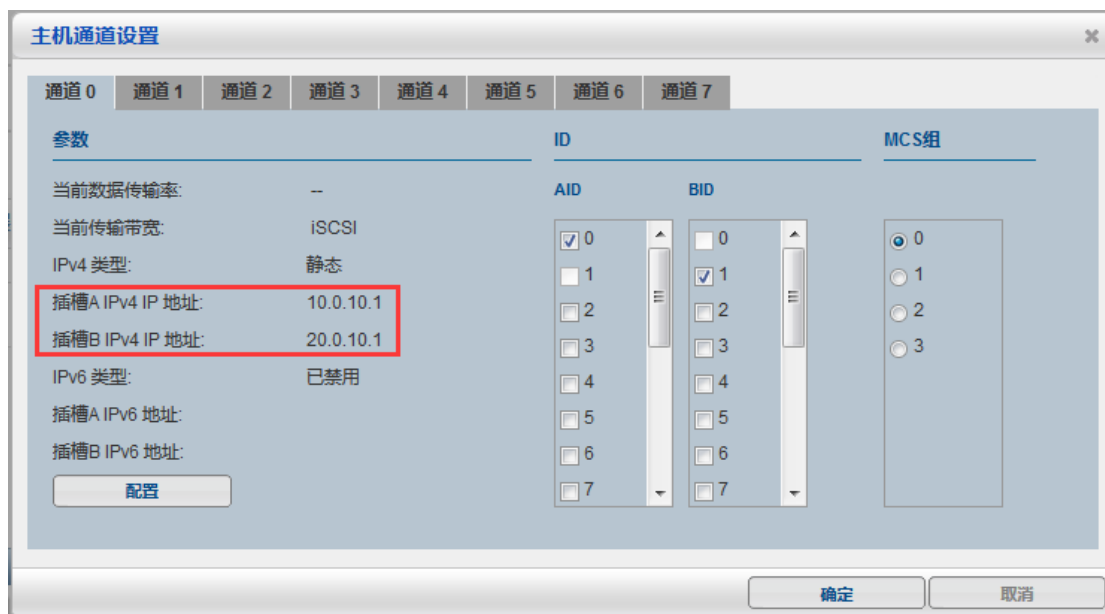 主机通道设置
通道 0 通道 1 通道 2 通道 3 通道 4 通道 5 通道 6 通道 7
参数 ID MCS组
当前数据传输率: -- AID BID
当前传输带宽: iSCSI 0 0 0
IPv4 类型: 静态 1 1 1
插槽A IPv4 IP 地址: 10.0.10.1 2 2 2
插槽B IPv4 IP 地址: 20.0.10.1 3 3 3
IPv6 类型: 已禁用 4 4
插槽A IPv6 地址: 5 5
插槽B IPv6 地址: 6 6
配置 7 7
确定 取消